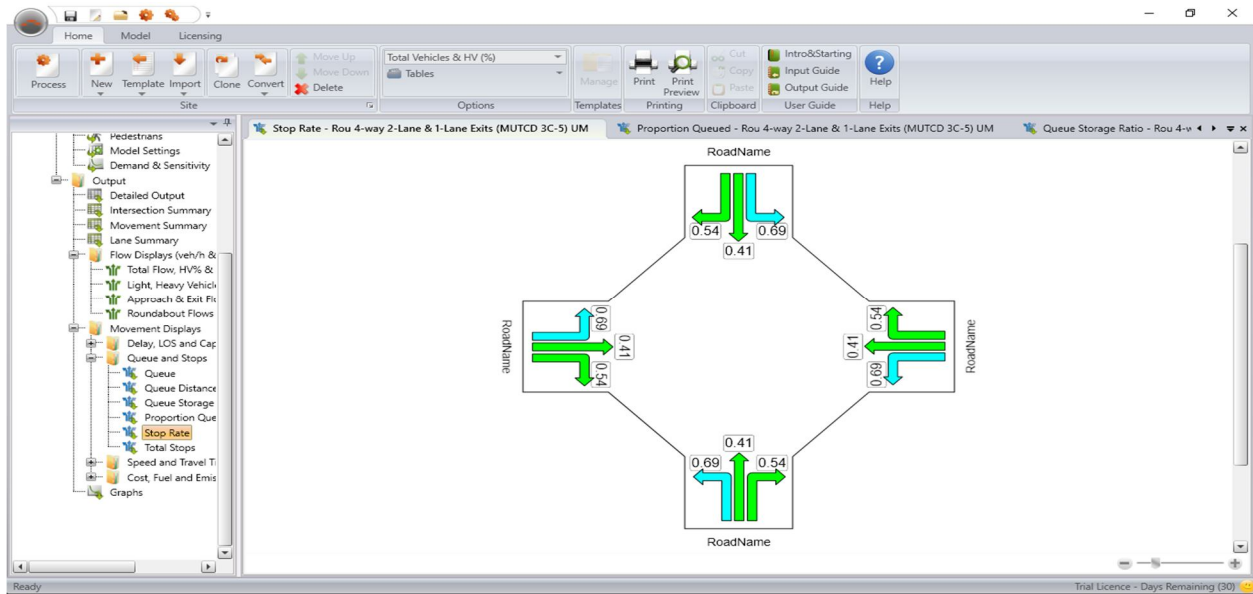 Home Model Licensing
Process
New Template Import Clone Convert
Move Up
Move Down
Delete
Site
Total Vehicles & HV (%)
Tables
Options
Manage
Templates
Print Print Preview
Printing
Cut
Copy
Paste
Clipboard
Intro&Starting
Input Guide
Output Guide
User Guide
Help
Help
Pedestrians
Model Settings
Demand & Sensitivity
Output
Detailed Output
Intersection Summary
Movement Summary
Lane Summary
Flow Displays (veh/h &
Total Flow, HV% &
Light, Heavy Vehicl
Approach & Exit Fl
Roundabout Flows
Movement Displays
Delay, LOS and Cap
Queue and Stops
Queue
Queue Distance
Queue Storage
Proportion Que
Stop Rate
Total Stops
Speed and Travel Ti
Cost, Fuel and Emis
Graphs
Stop Rate - Rou 4-way 2-Lane & 1-Lane Exits (MUTCD 3C-5) UM
Proportion Queued - Rou 4-way 2-Lane & 1-Lane Exits (MUTCD 3C-5) UM
Queue Storage Ratio - Rou 4-w
RoadName
0.54 0.69
0.41
RoadName
0.69
0.41
0.54
0.54
0.41
0.69
RoadName
0.41
0.69 0.54
RoadName
Ready
Trial Licence - Days Remaining (30)